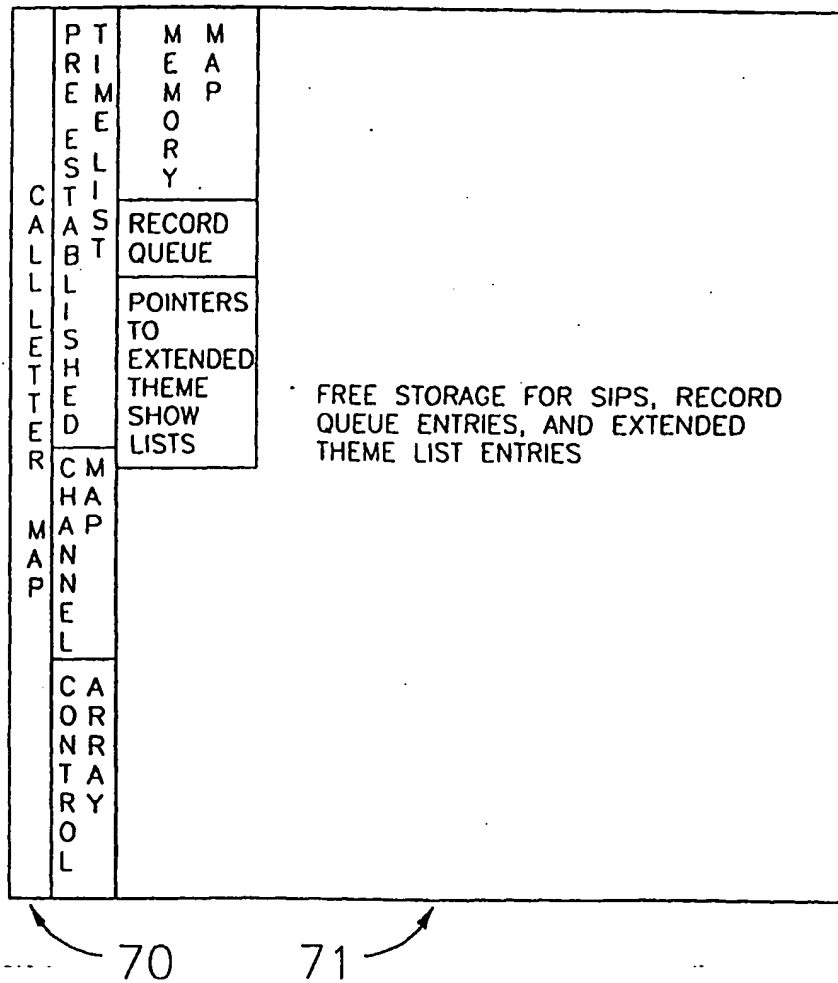 CALL LETTER MAP
PRE ESTABLISHED
TIME LIST
CHANNEL
MAP
CONTROL
ARRAY
MEMORY
MAP
RECORD
QUEUE
POINTERS
TO
EXTENDED
THEME
SHOW
LISTS
FREE STORAGE FOR SIPS, RECORD
QUEUE ENTRIES, AND EXTENDED
THEME LIST ENTRIES
70
71